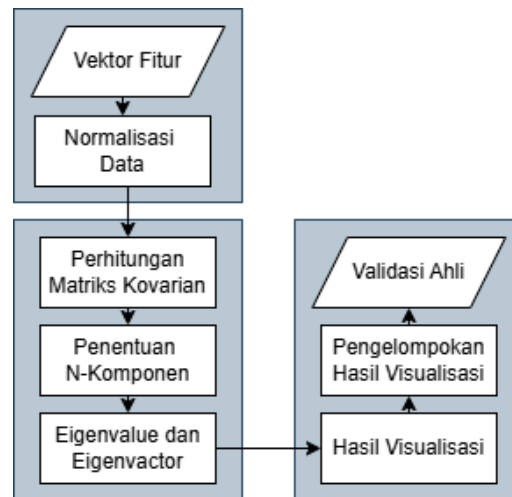 Vektor Fitur
Normalisasi
Data
Perhitungan
Matriks Kovarian
Penentuan
N-Komponen
Eigenvalue dan
Eigenvactor
Hasil Visualisasi
Pengelompokan
Hasil Visualisasi
Validasi Ahli